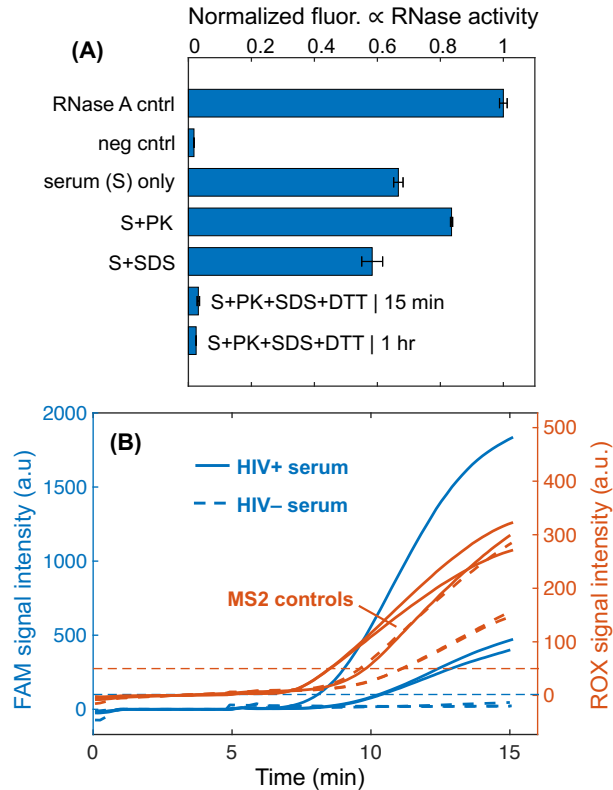 Normalized fluor. ∝ RNase activity
0 0.2 0.4 0.6 0.8 1
(A)
RNase A cntrl
neg cntrl
serum (S) only
S+PK
S+SDS
S+PK+SDS+DTT | 15 min
S+PK+SDS+DTT | 1 hr
(B)
HIV+ serum
HIV– serum
MS2 controls
FAM signal intensity (a.u)
2000
1500
1000
500
0
ROX signal intensity (a.u.)
500
400
300
200
100
0
0 5 10 15
Time (min)